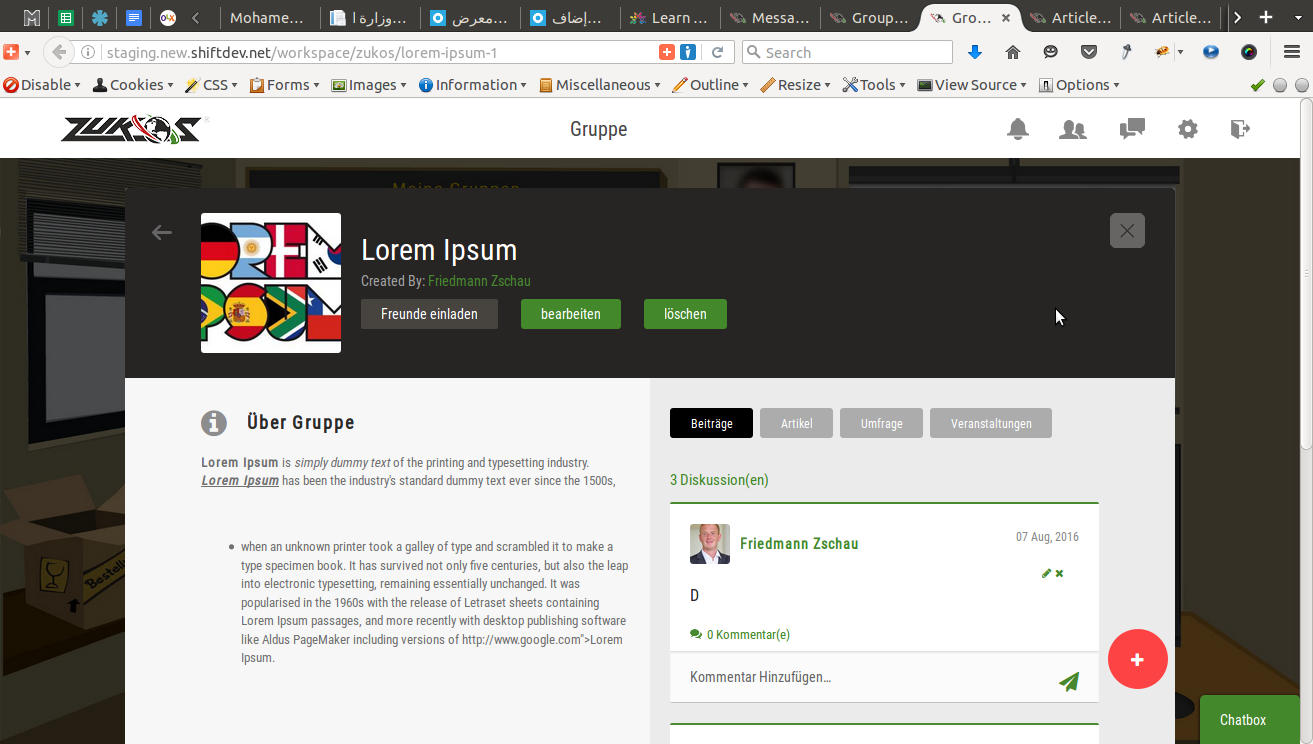 Mohame...
وزارة ا...
معرض...
إضاف...
Learn ...
Messa...
Group...
Gro...
Article...
Article...
staging.new.shiftdev.net/workspace/zukos/lorem-ipsum-1
Search
Disable Cookies CSS Forms Images Information Miscellaneous Outline Resize Tools View Source Options
ZUKOS
Gruppe
Meine Gruppen
Lorem Ipsum
Created By: Friedmann Zschau
Freunde einladen bearbeiten löschen
Über Gruppe
Lorem Ipsum is simply dummy text of the printing and typesetting industry.
Lorem Ipsum has been the industry's standard dummy text ever since the 1500s,
when an unknown printer took a galley of type and scrambled it to make a
type specimen book. It has survived not only five centuries, but also the leap
into electronic typesetting, remaining essentially unchanged. It was
popularised in the 1960s with the release of Letraset sheets containing
Lorem Ipsum passages, and more recently with desktop publishing software
like Aldus PageMaker including versions of http://www.google.com">Lorem
Ipsum.
Beiträge Artikel Umfrage Veranstaltungen
3 Diskussion(en)
Friedmann Zschau
07 Aug, 2016
D
0 Kommentar(e)
Kommentar Hinzufügen...
Chatbox